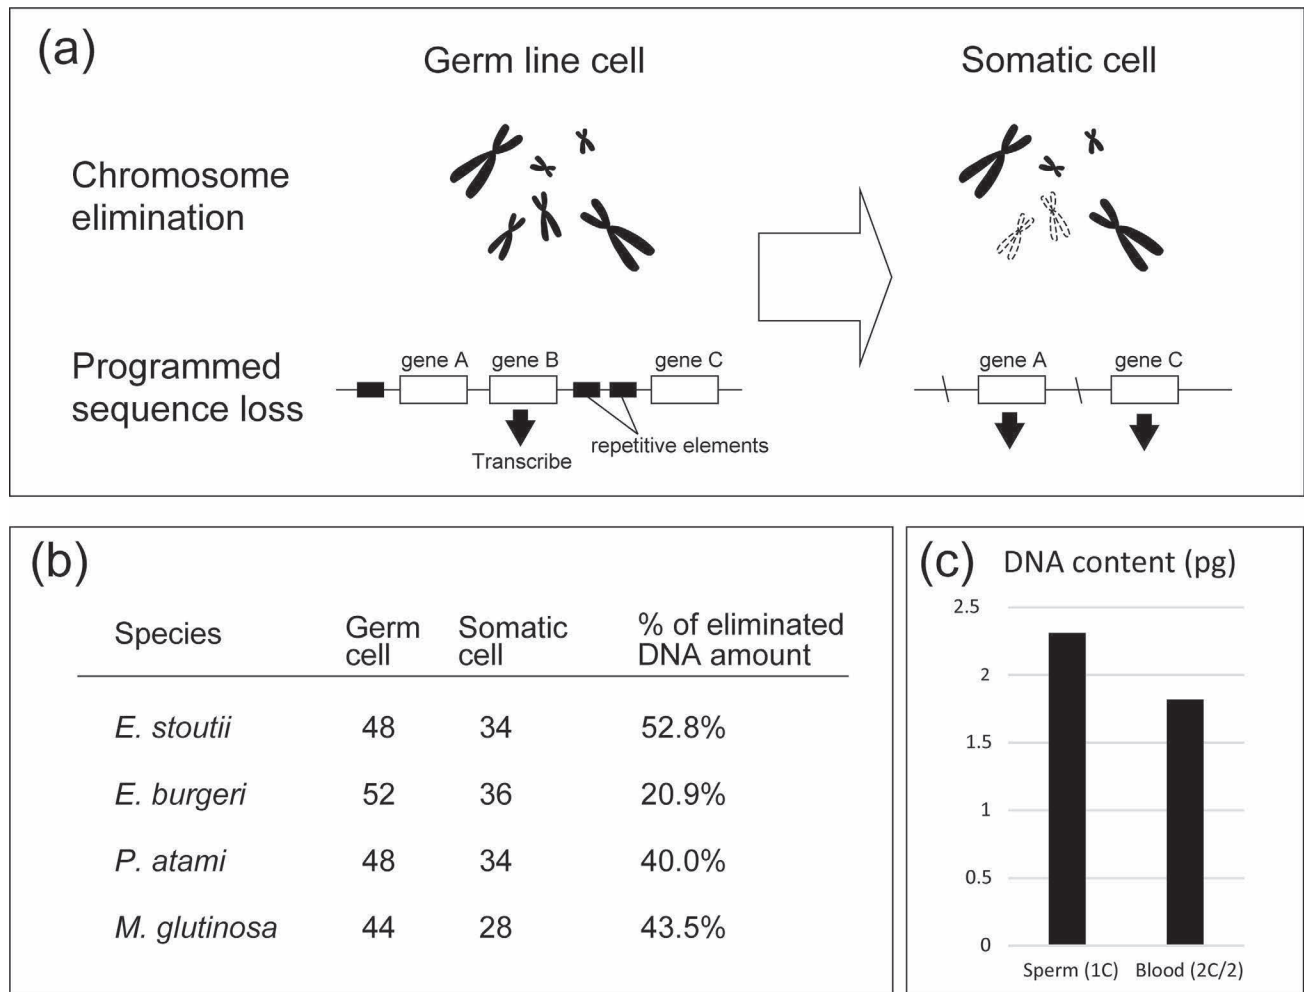 (a)
Germ line cell
Somatic cell
Chromosome
elimination
Programmed
sequence loss
gene A
gene B
gene C
Transcribe
repetitive elements
gene A
gene C
(b)
Species
Germ
cell
Somatic
cell
% of eliminated
DNA amount
E. stoutii 48 34 52.8%
E. burgeri 52 36 20.9%
P. atami 48 34 40.0%
M. glutinosa 44 28 43.5%
(c)
DNA content (pg)
2.5
2
1.5
1
0.5
0
Sperm (1C) Blood (2C/2)